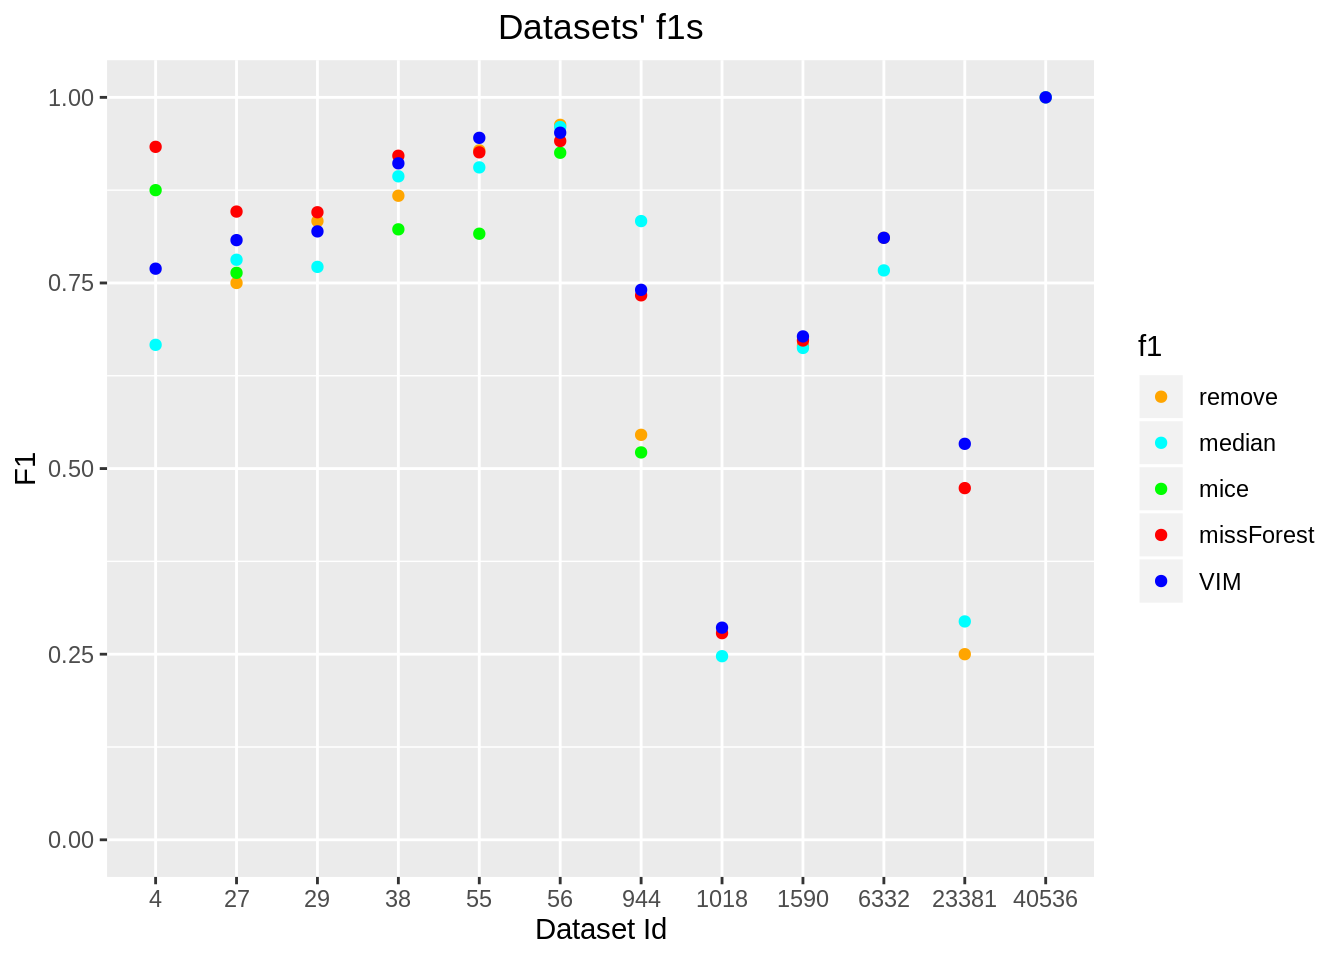 Datasets' f1s
1.00
0.75
0.50
0.25
0.00
F1
4 27 29 38 55 56 944 1018 1590 6332 23381 40536
Dataset Id
f1
remove
median
mice
missForest
VIM